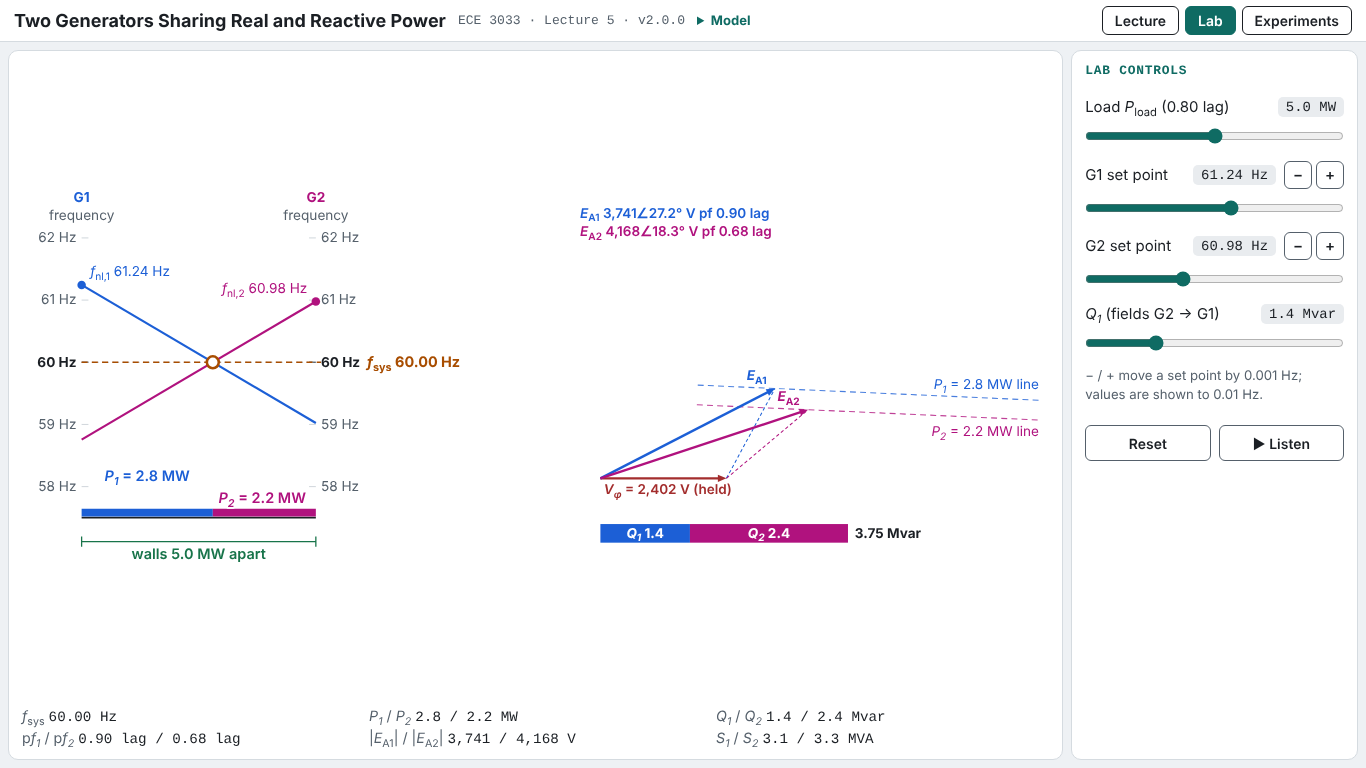 Two Generators Sharing Real and Reactive Power ECE 3033 · Lecture 5 · v2.0.0 ▶ Model Lecture Lab Experiments
LAB CONTROLS
Load Pload (0.80 lag) 5.0 MW
G1 set point 61.24 Hz − +
G2 set point 60.98 Hz − +
Q1 (fields G2 → G1) 1.4 Mvar
− / + move a set point by 0.001 Hz;
values are shown to 0.01 Hz.
Reset ▶ Listen
G1 G2
frequency frequency
62 Hz 62 Hz
fnl,1 61.24 Hz
fnl,2 60.98 Hz
61 Hz 61 Hz
60 Hz 60 Hz fsys 60.00 Hz
59 Hz 59 Hz
P1 = 2.8 MW
58 Hz 58 Hz
P2 = 2.2 MW
walls 5.0 MW apart
EA1 3,741∠27.2° V pf 0.90 lag
EA2 4,168∠18.3° V pf 0.68 lag
EA1
P1 = 2.8 MW line
EA2
P2 = 2.2 MW line
Vφ = 2,402 V (held)
Q1 1.4 Q2 2.4 3.75 Mvar
fsys 60.00 Hz P1 / P2 2.8 / 2.2 MW Q1 / Q2 1.4 / 2.4 Mvar
pf1 / pf2 0.90 lag / 0.68 lag |EA1| / |EA2| 3,741 / 4,168 V S1 / S2 3.1 / 3.3 MVA